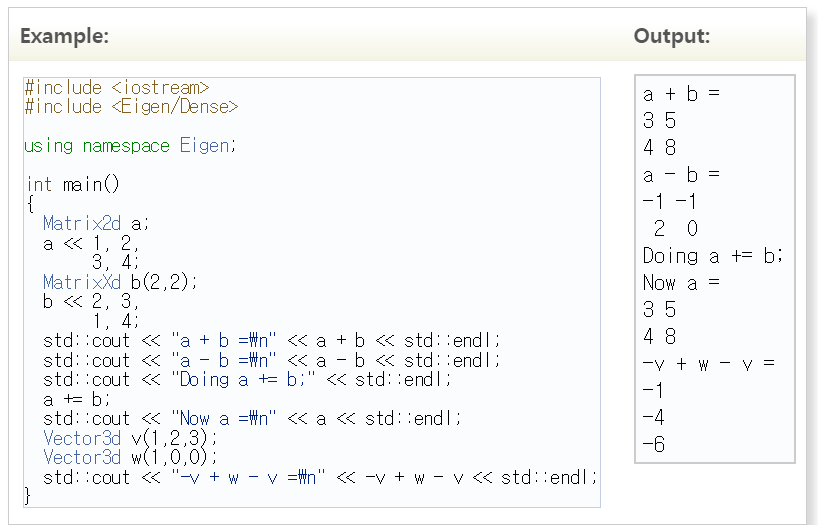 Example:
#include <iostream>
#include <Eigen/Dense>
using namespace Eigen;
int main()
{
  Matrix2d a;
  a << 1, 2,
       3, 4;
  MatrixXd b(2,2);
  b << 2, 3,
       1, 4;
  std::cout << "a + b =₩n" << a + b << std::endl;
  std::cout << "a - b =₩n" << a - b << std::endl;
  std::cout << "Doing a += b;" << std::endl;
  a += b;
  std::cout << "Now a =₩n" << a << std::endl;
  Vector3d v(1,2,3);
  Vector3d w(1,0,0);
  std::cout << "-v + w - v =₩n" << -v + w - v << std::endl;
}
Output:
a + b =
3 5
4 8
a - b =
-1 -1
 2  0
Doing a += b;
Now a =
3 5
4 8
-v + w - v =
-1
-4
-6